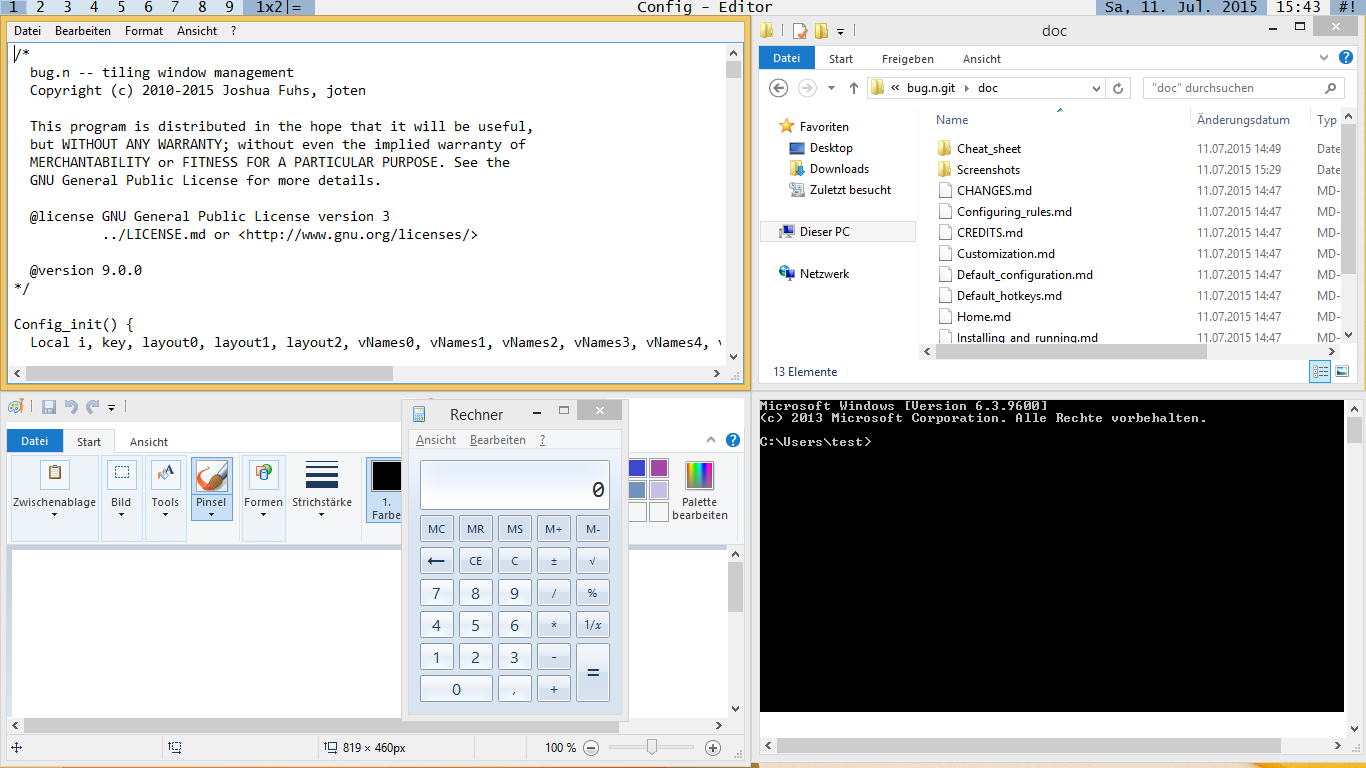 1 2 3 4 5 6 7 8 9 1x2|= Config - Editor Sa, 11. Jul. 2015 15:43 #!
Datei Bearbeiten Format Ansicht ?
/*
bug.n -- tiling window management
Copyright (c) 2010-2015 Joshua Fuhs, joten
This program is distributed in the hope that it will be useful,
but WITHOUT ANY WARRANTY; without even the implied warranty of
MERCHANTABILITY or FITNESS FOR A PARTICULAR PURPOSE. See the
GNU General Public License for more details.
@license GNU General Public License version 3
../LICENSE.md or <http://www.gnu.org/licenses/>
@version 9.0.0
*/
Config_init() {
Local i, key, layout0, layout1, layout2, vNames0, vNames1, vNames2, vNames3, vNames4, v
doc
Datei Start Freigeben Ansicht
« bug.n.git doc "doc" durchsuchen
Favoriten
Desktop
Downloads
Zuletzt besucht
Dieser PC
Netzwerk
Name Änderungsdatum Typ
Cheat_sheet 11.07.2015 14:49 Date
Screenshots 11.07.2015 15:29 Date
CHANGES.md 11.07.2015 14:47 MD-
Configuring_rules.md 11.07.2015 14:47 MD-
CREDITS.md 11.07.2015 14:47 MD-
Customization.md 11.07.2015 14:47 MD-
Default_configuration.md 11.07.2015 14:47 MD-
Default_hotkeys.md 11.07.2015 14:47 MD-
Home.md 11.07.2015 14:47 MD-
Installing_and_running.md 11.07.2015 14:47 MD-
13 Elemente
Datei Start Ansicht
Zwischenablage Bild Tools Pinsel Formen Strichstärke 1.
Farbe
Palette
bearbeiten
819 × 460px 100 %
Rechner
Ansicht Bearbeiten ?
0
MC MR MS M+ M-
← CE C ± √
7 8 9 / %
4 5 6 * 1/x
1 2 3 - =
0 , +
Microsoft Windows [Version 6.3.9600]
(c) 2013 Microsoft Corporation. Alle Rechte vorbehalten.
C:\Users\test>